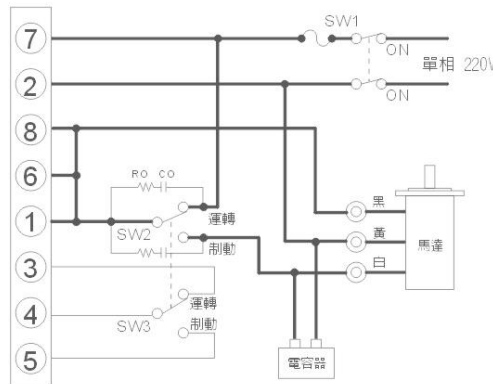 SW1
⑦
ON
單相 220V
②
ON
⑧
RO CO
黑
⑥
運轉
①
SW2
黃
馬達
制動
③
白
運轉
④
SW3
制動
⑤
電容器